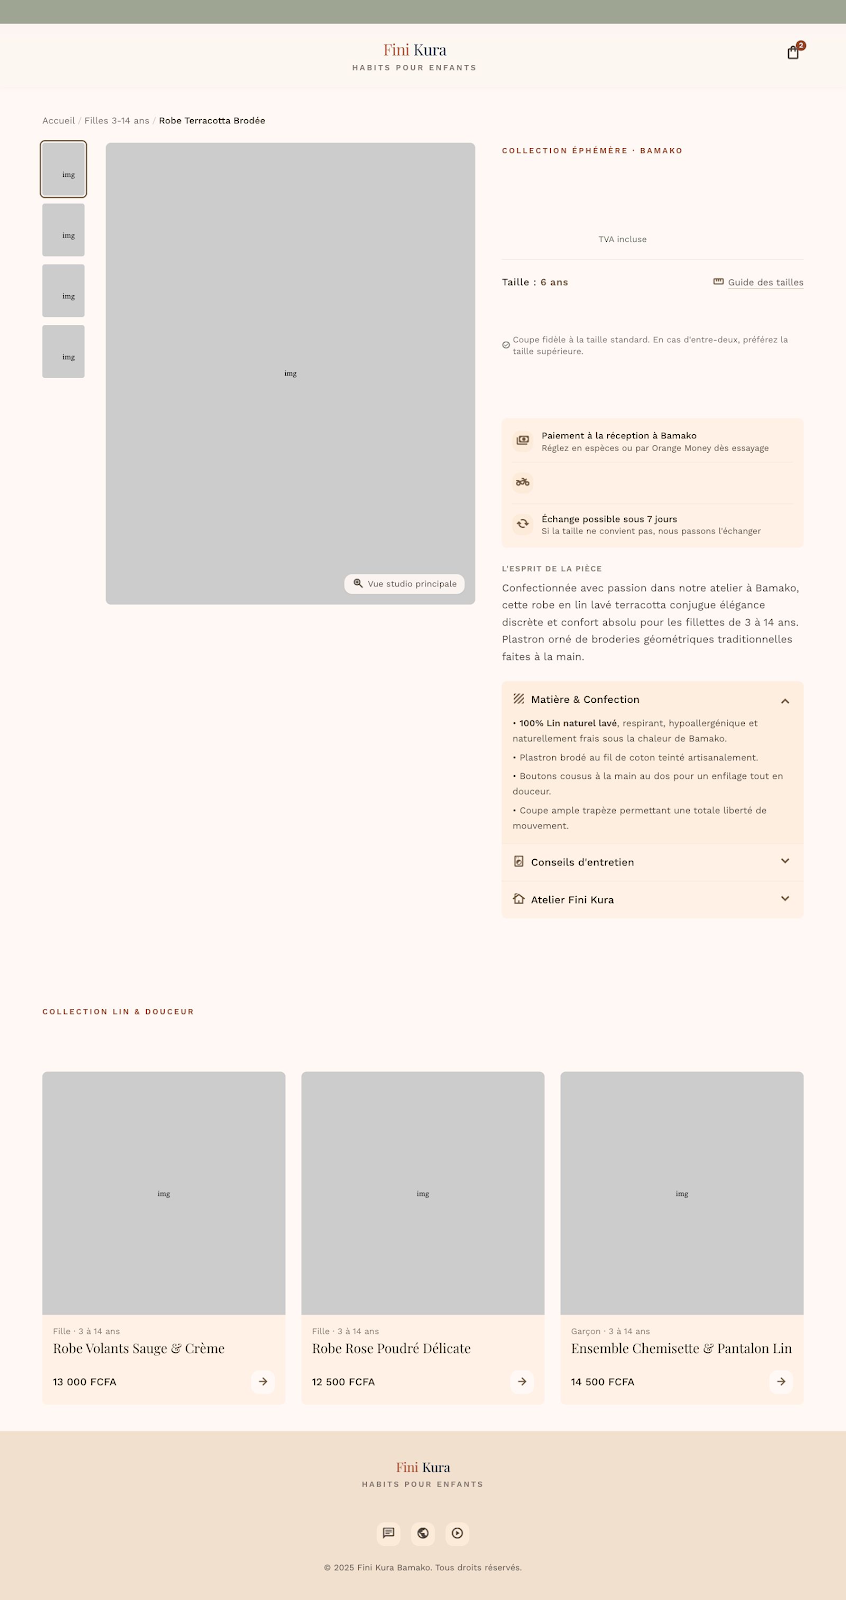 Fini Kura
HABITS POUR ENFANTS
2
Accueil / Filles 3-14 ans / Robe Terracotta Brodée
img
img
img
img
img
Vue studio principale
COLLECTION ÉPHÉMÈRE · BAMAKO
TVA incluse
Taille : 6 ans
Guide des tailles
Coupe fidèle à la taille standard. En cas d'entre-deux, préférez la
taille supérieure.
Paiement à la réception à Bamako
Réglez en espèces ou par Orange Money dès essayage
Échange possible sous 7 jours
Si la taille ne convient pas, nous passons l'échanger
L'ESPRIT DE LA PIÈCE
Confectionnée avec passion dans notre atelier à Bamako,
cette robe en lin lavé terracotta conjugue élégance
discrète et confort absolu pour les fillettes de 3 à 14 ans.
Plastron orné de broderies géométriques traditionnelles
faites à la main.
Matière & Confection
• 100% Lin naturel lavé, respirant, hypoallergénique et
naturellement frais sous la chaleur de Bamako.
• Plastron brodé au fil de coton teinté artisanalement.
• Boutons cousus à la main au dos pour un enfilage tout en
douceur.
• Coupe ample trapèze permettant une totale liberté de
mouvement.
Conseils d'entretien
Atelier Fini Kura
COLLECTION LIN & DOUCEUR
img
img
img
Fille · 3 à 14 ans
Robe Volants Sauge & Crème
13 000 FCFA
Fille · 3 à 14 ans
Robe Rose Poudré Délicate
12 500 FCFA
Garçon · 3 à 14 ans
Ensemble Chemisette & Pantalon Lin
14 500 FCFA
Fini Kura
HABITS POUR ENFANTS
© 2025 Fini Kura Bamako. Tous droits réservés.